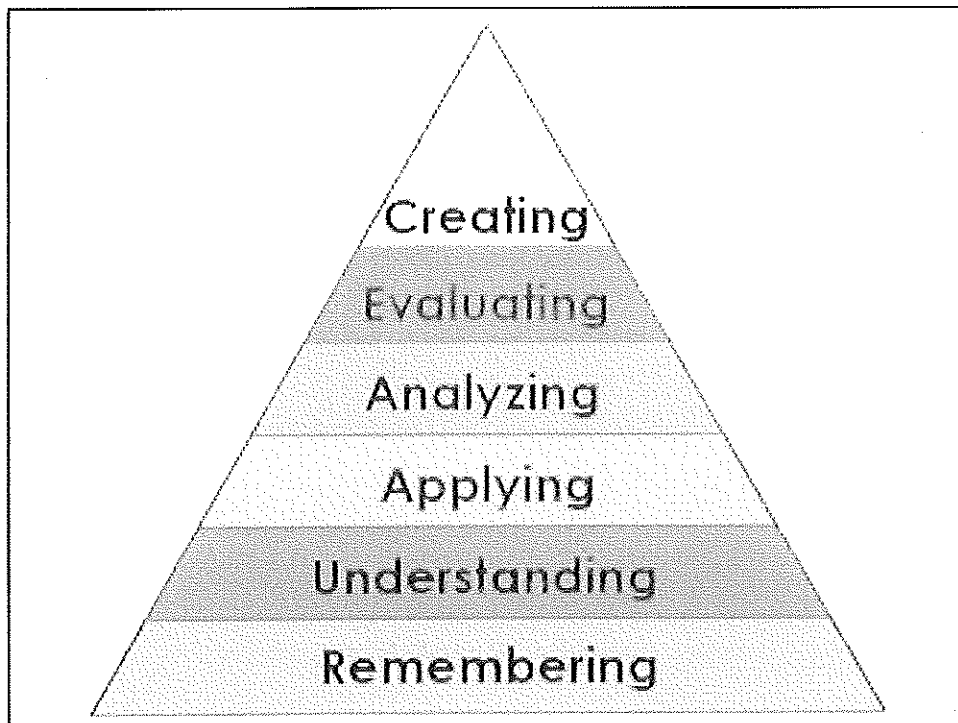 Creating
Evaluating
Analyzing
Applying
Understanding
Remembering